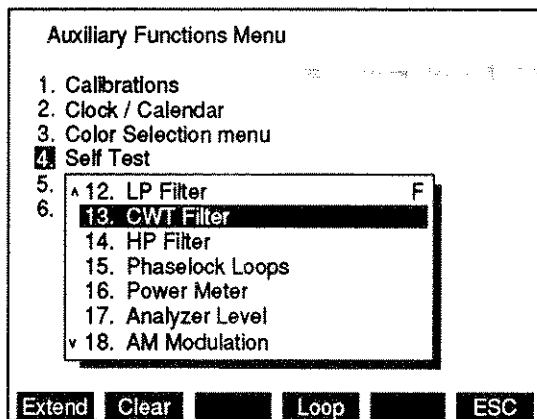 Auxiliary Functions Menu
1. Calibrations
2. Clock / Calendar
3. Color Selection menu
4. Self Test
5.
6.
^ 12. LP Filter F
13. CWT Filter
14. HP Filter
15. Phaselock Loops
16. Power Meter
17. Analyzer Level
v 18. AM Modulation
Extend Clear Loop ESC